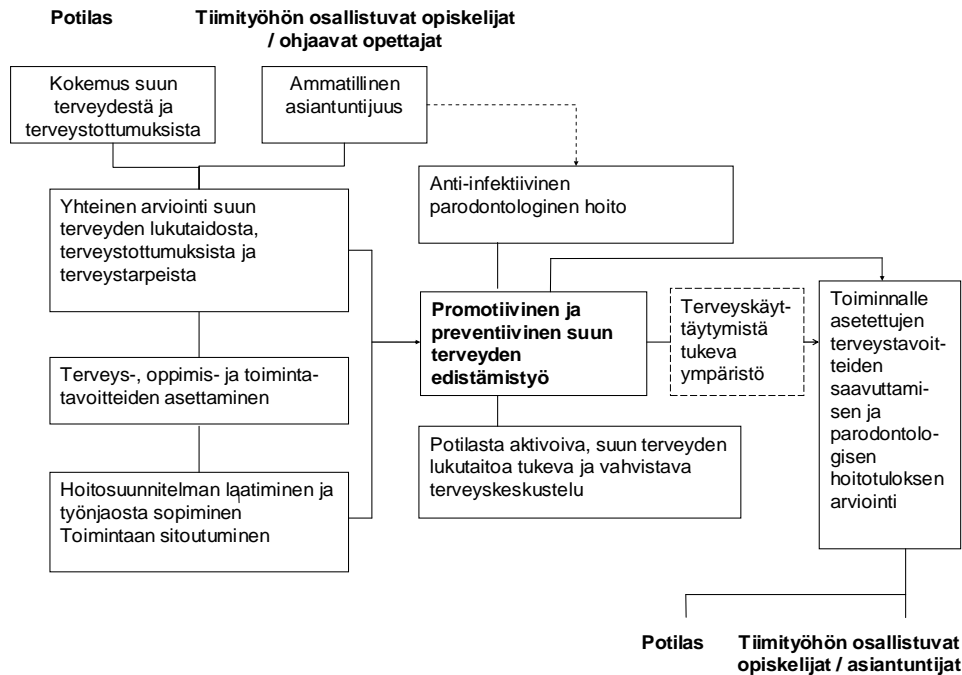 Potilas
Tiimityöhön osallistuvat opiskelijat
/ ohjaavat opettajat
Kokemus suun
terveydestä ja
terveystottumuksista
Ammatillinen
asiantuntijuus
Yhteinen arviointi suun
terveyden lukutaidosta,
terveystottumuksista ja
terveystarpeista
Anti-infektiivinen
parodontologinen hoito
Promotiivinen ja
preventiivinen suun
terveyden
edistämistyö
Terveyskäyt-
täytymistä
tukeva
ympäristö
Toiminnalle
asetettujen
terveystavoit-
teiden
saavuttami-
sen ja
parodontolo-
gisen
hoitotuloksen
arviointi
Terveys-, oppimis- ja toiminta-
tavoitteiden asettaminen
Potilasta aktivoiva, suun terveyden
lukutaitoa tukeva ja vahvistava
terveyskeskustelu
Hoitosuunnitelman laatiminen ja
työnjaosta sopiminen
Toimintaan sitoutuminen
Potilas
Tiimityöhön osallistuvat
opiskelijat / asiantuntijat